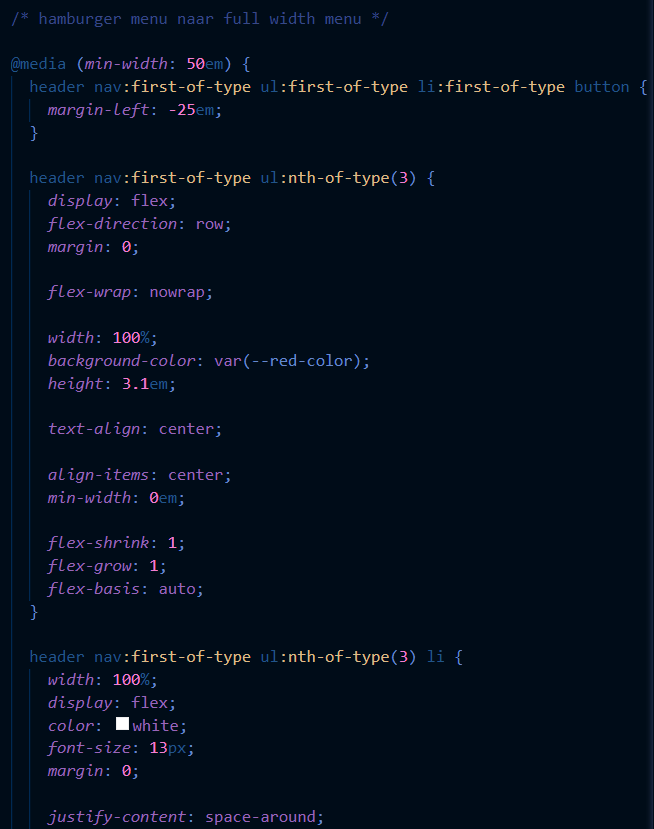 /* hamburger menu naar full width menu */
@media (min-width: 50em) {
header nav:first-of-type ul:first-of-type li:first-of-type button {
margin-left: -25em;
}
header nav:first-of-type ul:nth-of-type(3) {
display: flex;
flex-direction: row;
margin: 0;
flex-wrap: nowrap;
width: 100%;
background-color: var(--red-color);
height: 3.1em;
text-align: center;
align-items: center;
min-width: 0em;
flex-shrink: 1;
flex-grow: 1;
flex-basis: auto;
}
header nav:first-of-type ul:nth-of-type(3) li {
width: 100%;
display: flex;
color: white;
font-size: 13px;
margin: 0;
justify-content: space-around;